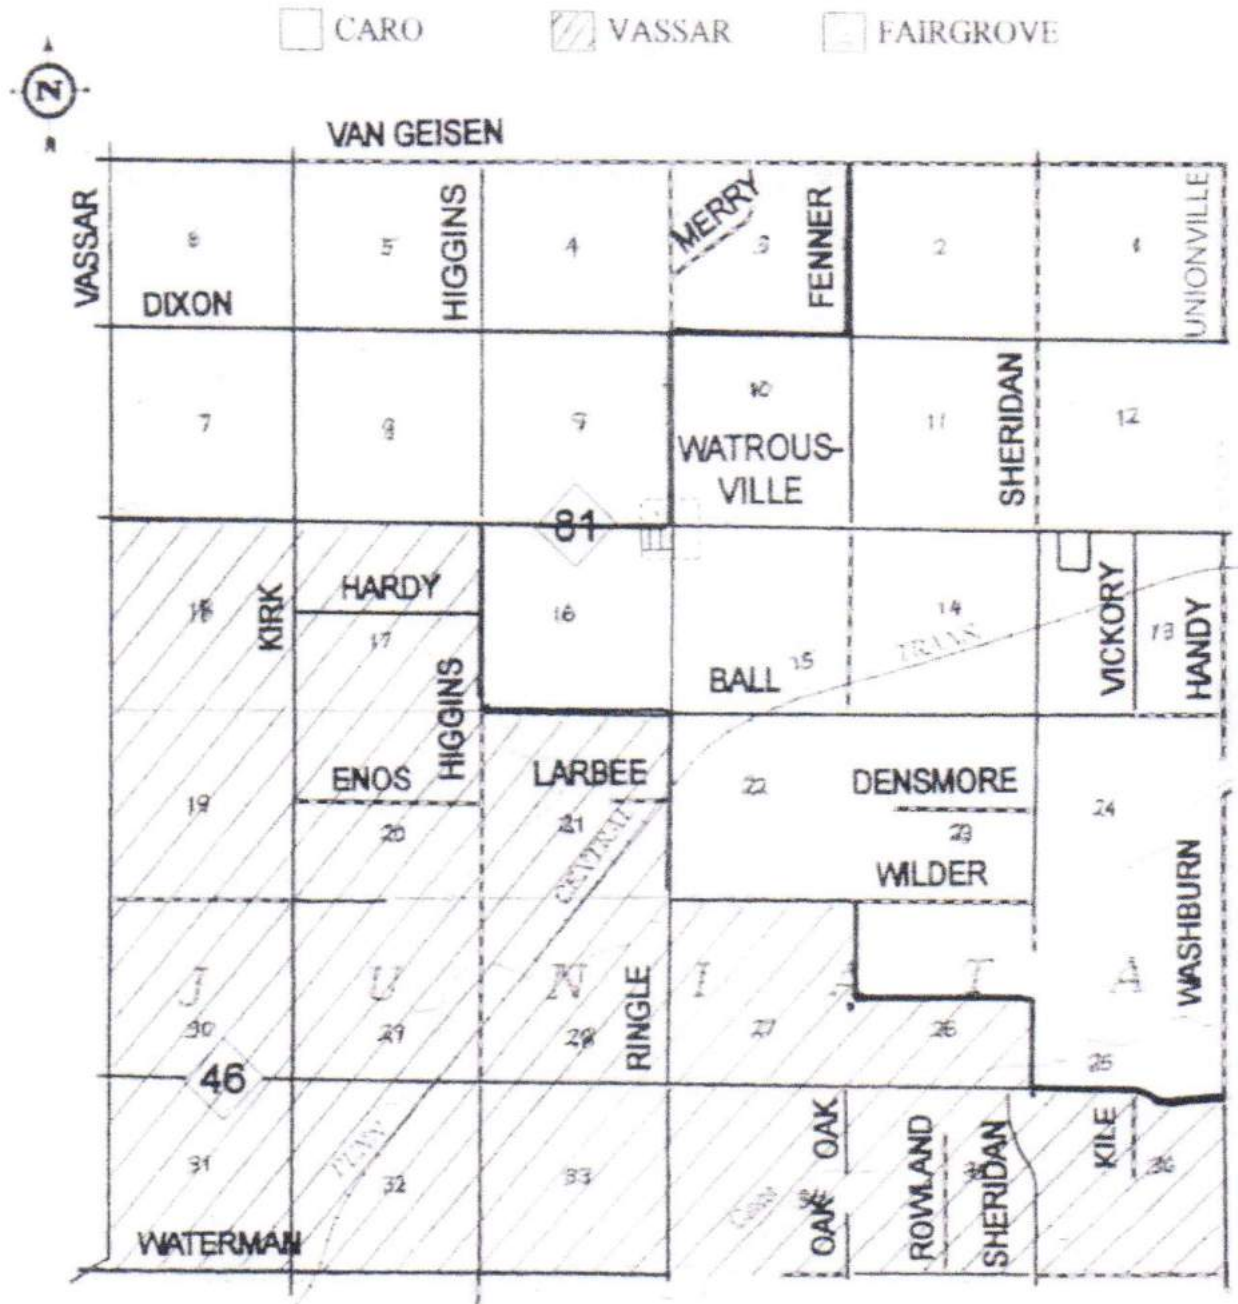 CARO VASSAR FAIRGROVE
N
VAN GEISEN
VASSAR
HIGGINS
MERRY
FENNER
UNIONVILLE
6 5 4 3 2 1
DIXON
7 8 9 10 11 12
SHERIDAN
WATROUS-
VILLE
81
KIRK
HARDY
17 16 15 14 13
VICKORY
HANDY
TRANS
BALL
HIGGINS
ENOS
LARBEE
DENSMORE
19 20 21 22 23 24
CENTRAL
WILDER
WASHBURN
J U N I A T A
RINGLE
30 29 28 27 26 25
46
OAK
OAK
ROWLAND
SHERIDAN
KILE
31 32 33
PENN
WATERMAN